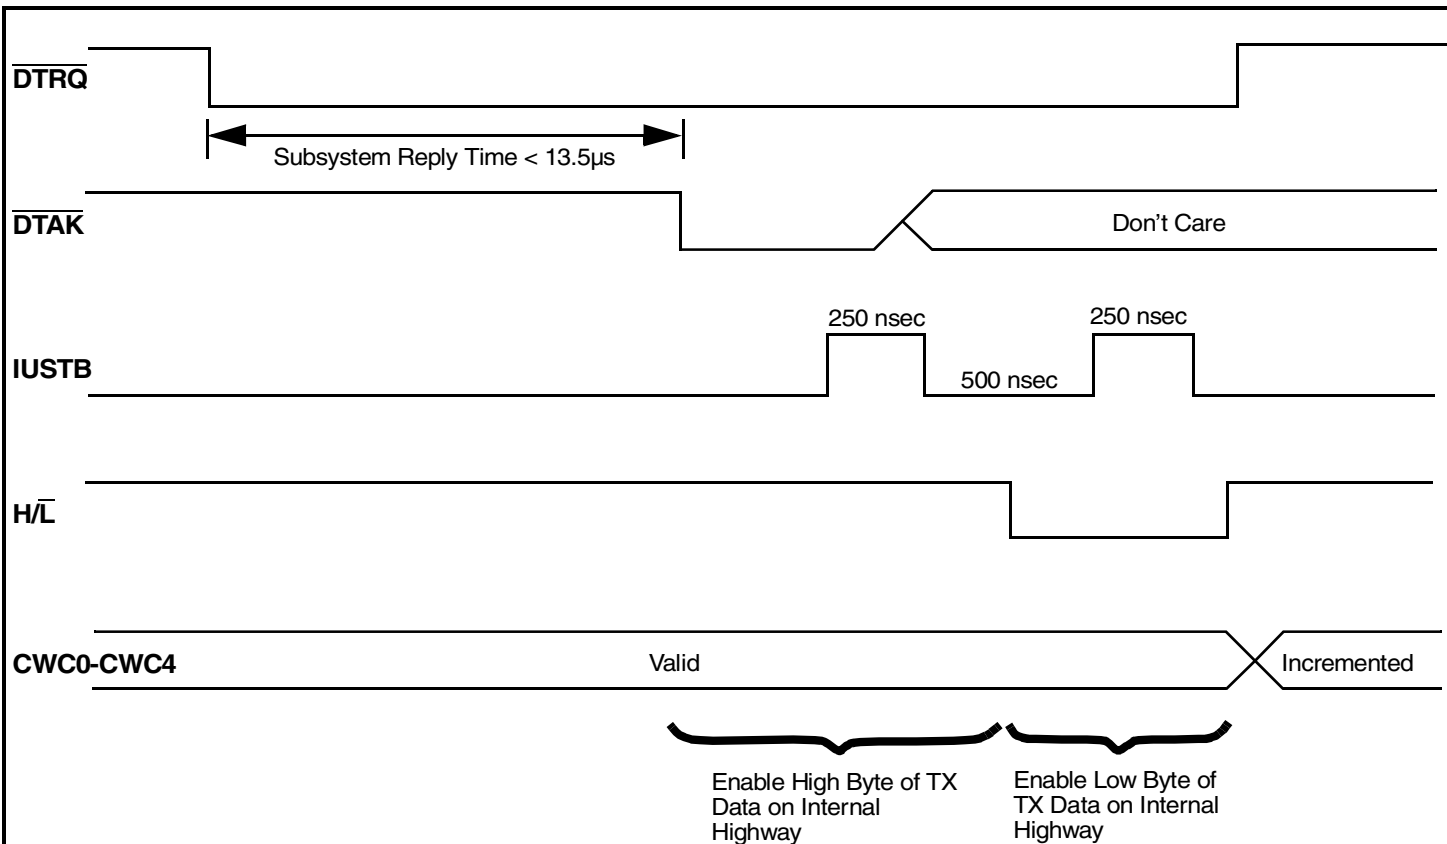 DTRQ
Subsystem Reply Time < 13.5µs
DTAK
Don't Care
250 nsec
250 nsec
IUSTB
500 nsec
H/L
CWC0-CWC4
Valid
Incremented
Enable High Byte of TX
Data on Internal
Highway
Enable Low Byte of
TX Data on Internal
Highway